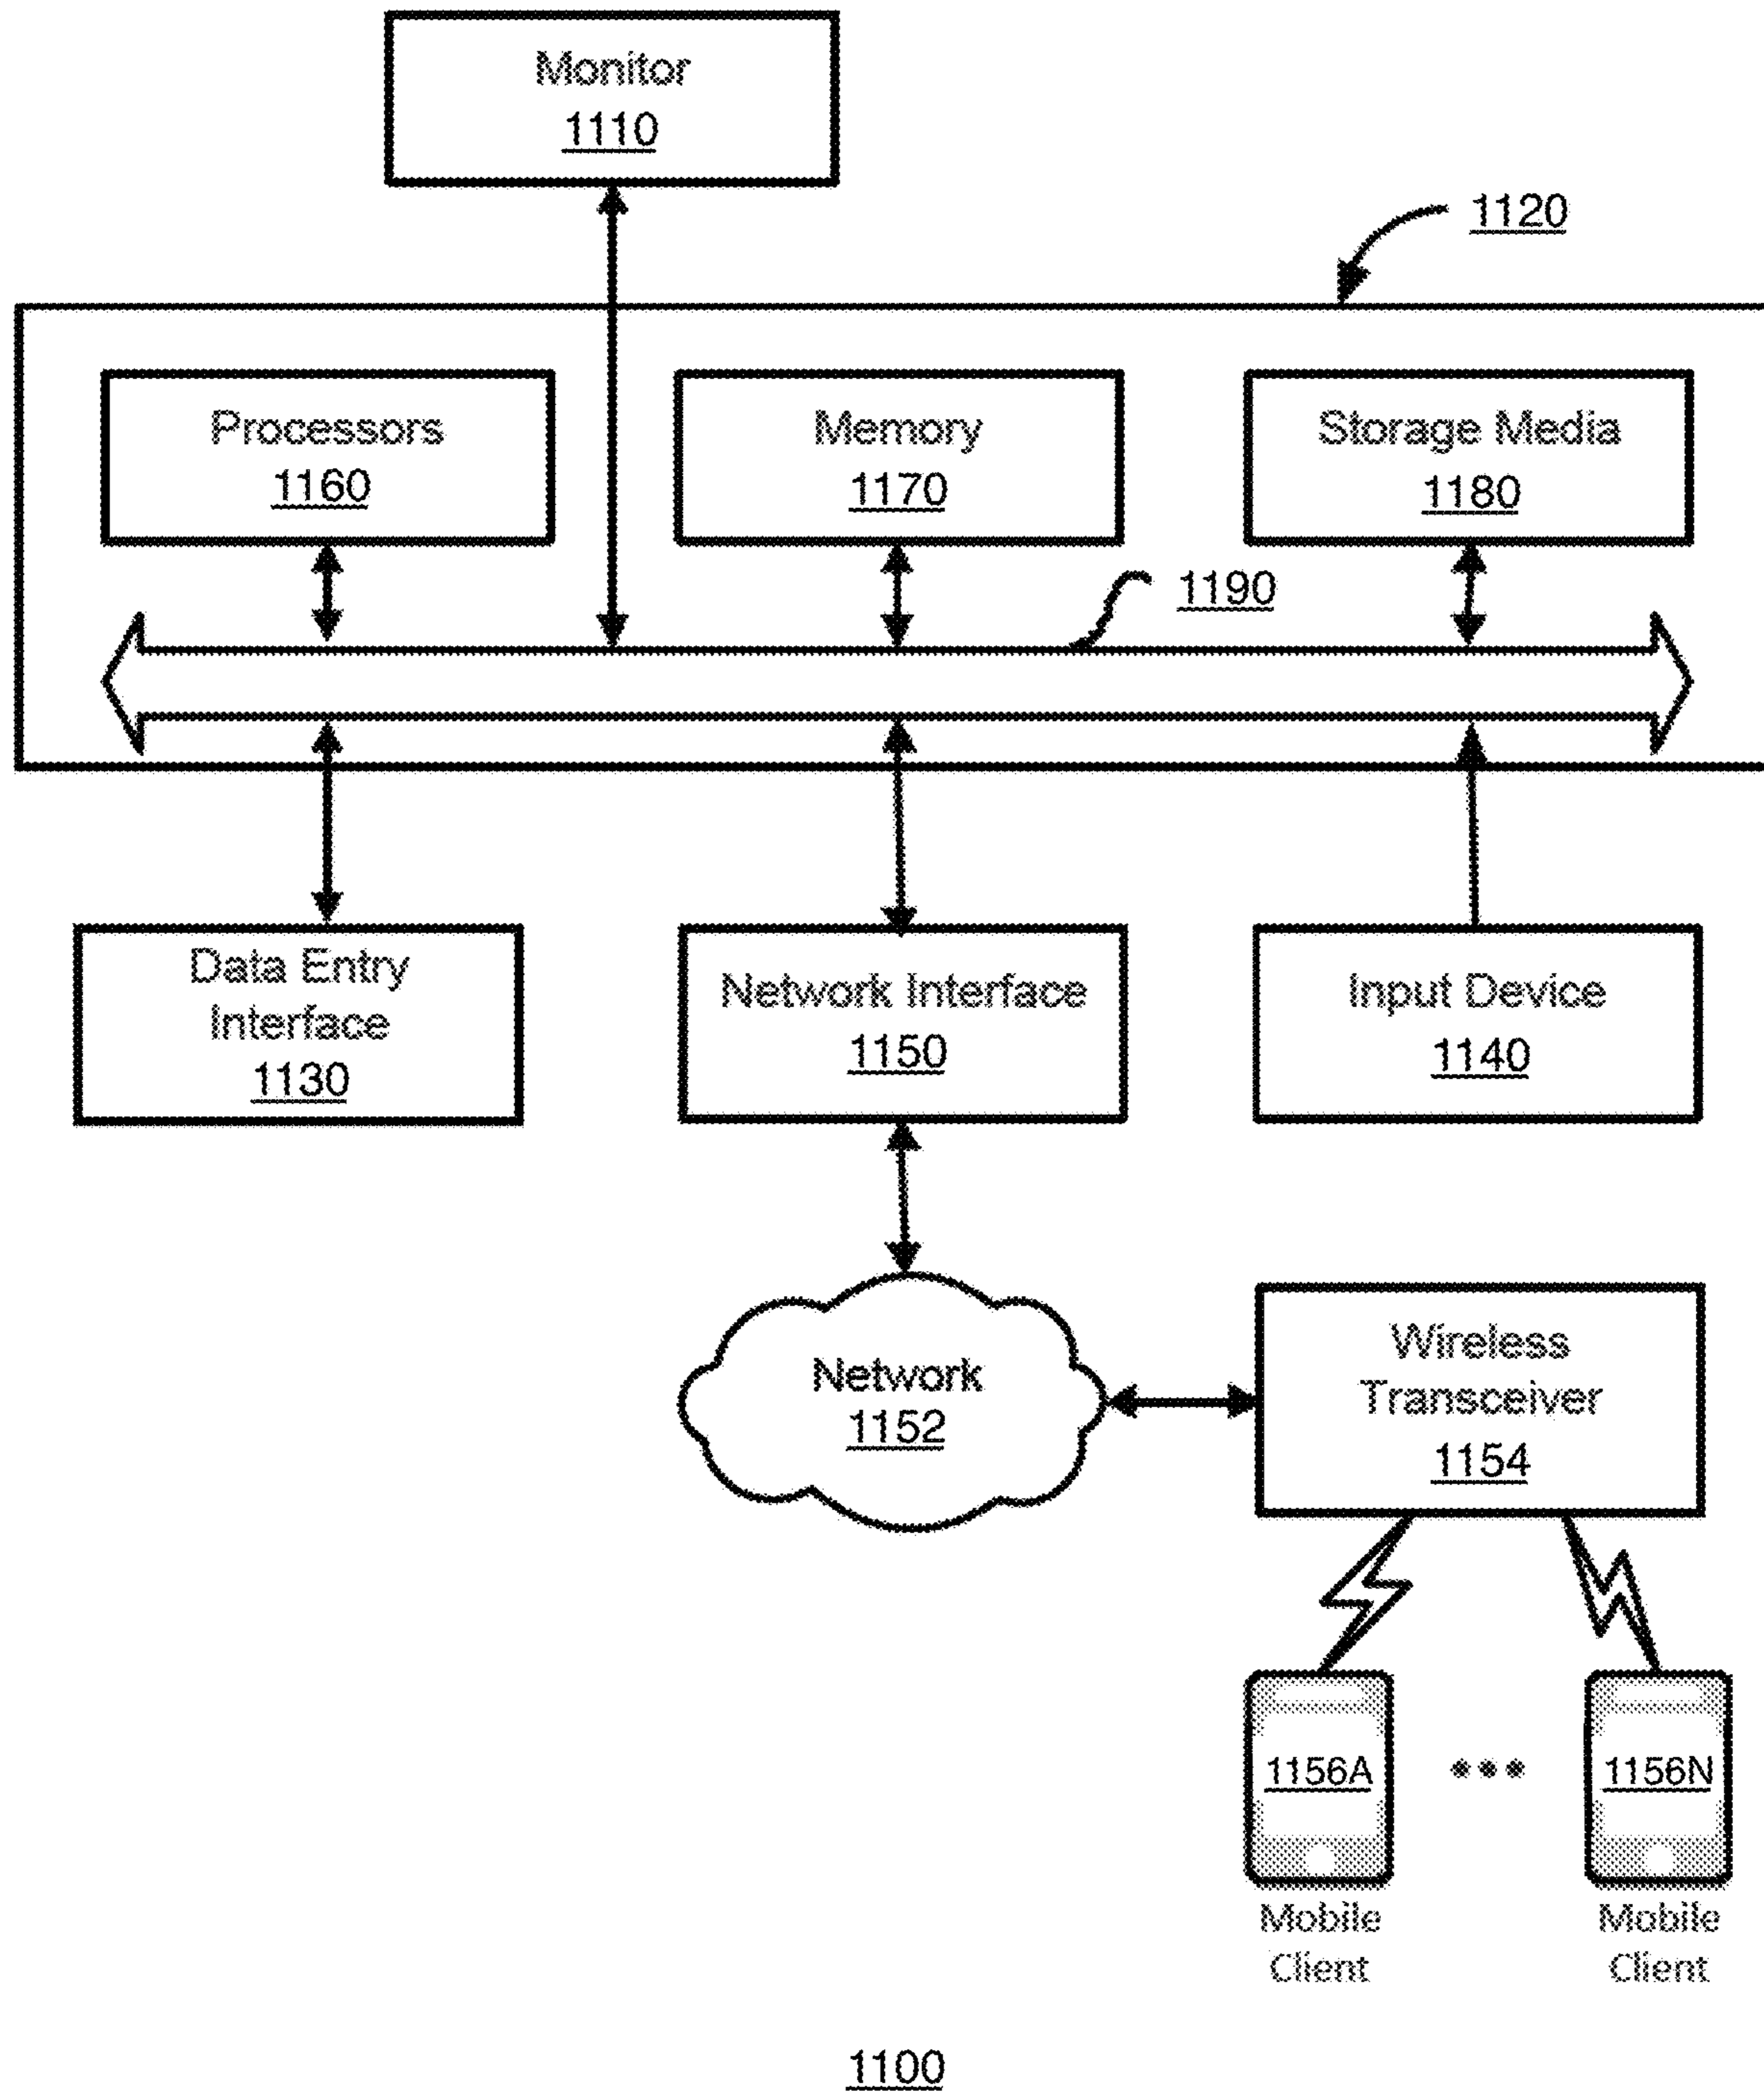 Monitor
1110
1120
Processors
1160
Memory
1170
Storage Media
1180
1190
Data Entry
Interface
1130
Network Interface
1150
Input Device
1140
Network
1152
Wireless
Transceiver
1154
1156A
1156N
Mobile
Client
Mobile
Client
1100